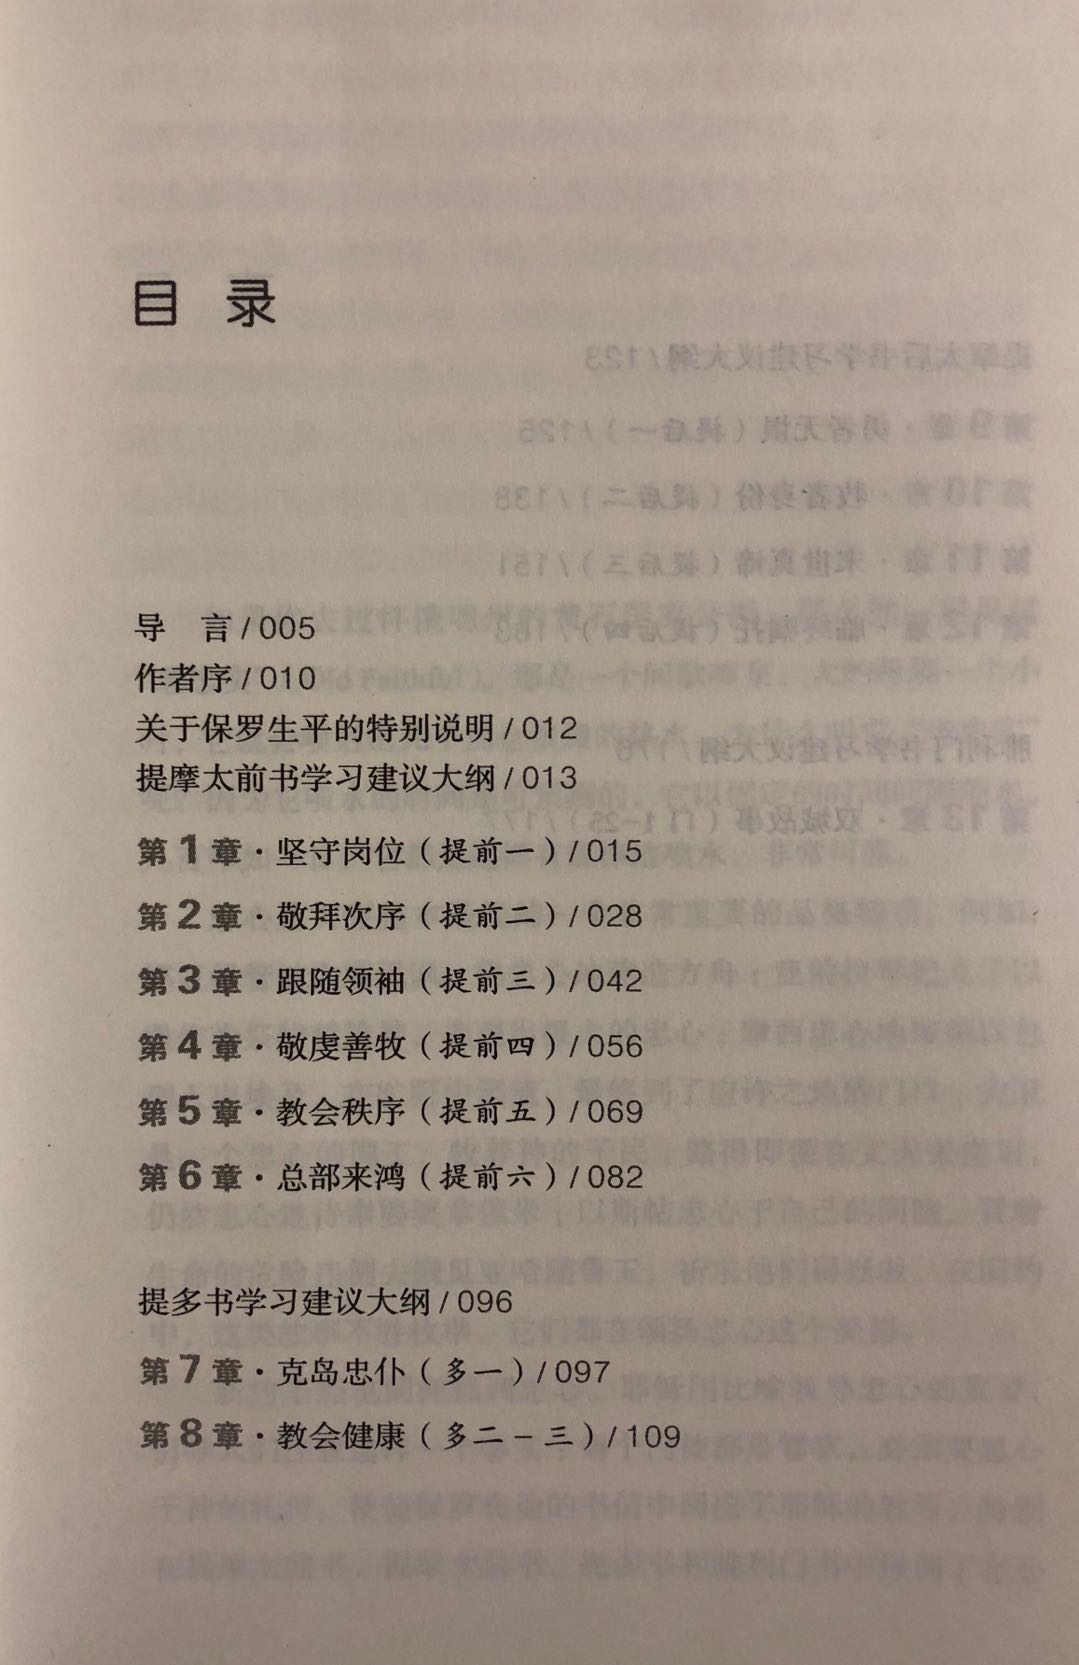 目 录
导 言 / 005
作者序 / 010
关于保罗生平的特别说明 / 012
提摩太前书学习建议大纲 / 013
第1章 · 坚守岗位（提前一）/ 015
第2章 · 敬拜次序（提前二）/ 028
第3章 · 跟随领袖（提前三）/ 042
第4章 · 敬虔善牧（提前四）/ 056
第5章 · 教会秩序（提前五）/ 069
第6章 · 总部来鸿（提前六）/ 082
提多书学习建议大纲 / 096
第7章 · 克岛忠仆（多一）/ 097
第8章 · 教会健康（多二－三）/ 109